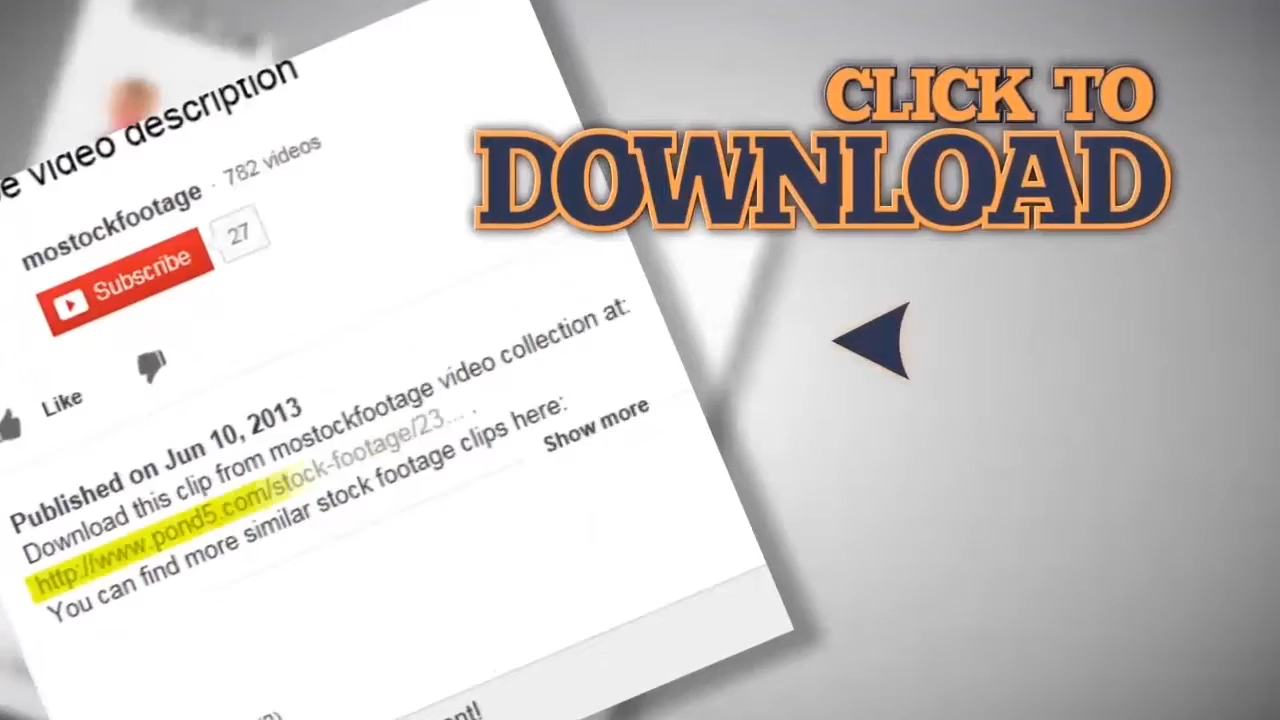 CLICK TO
DOWNLOAD
video description
mostockfootage · 782 videos
Subscribe
27
Like
Published on Jun 10, 2013
Download this clip from mostockfootage video collection at:
http://www.pond5.com/stock-footage/23... .
You can find more similar stock footage clips here:
Show more